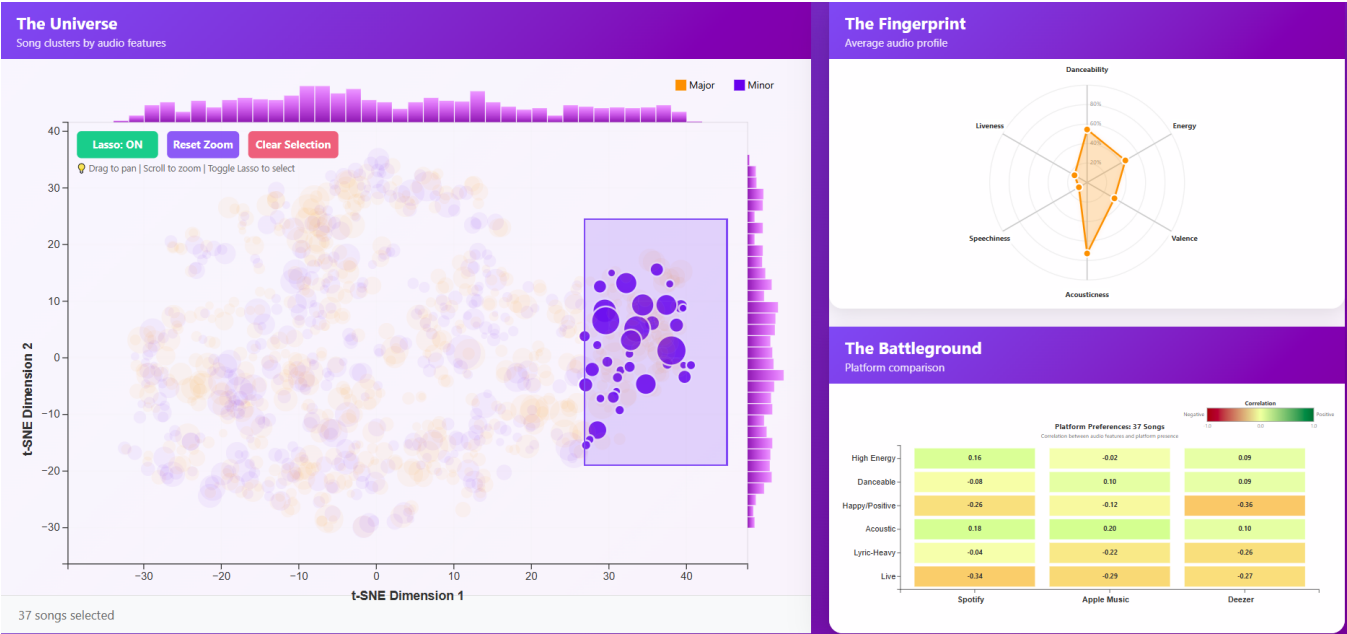 The Universe
Song clusters by audio features
Major
Minor
Lasso: ON
Reset Zoom
Clear Selection
💡 Drag to pan | Scroll to zoom | Toggle Lasso to select
40
30
20
10
0
−10
−20
−30
t-SNE Dimension 2
−30
−20
−10
0
10
20
30
40
t-SNE Dimension 1
37 songs selected
The Fingerprint
Average audio profile
Danceability
Liveness
Energy
80%
60%
40%
20%
Speechiness
Valence
Acousticness
The Battleground
Platform comparison
Correlation
Negative
Positive
0.0
1.0
Platform Preferences: 37 Songs
Correlation between audio features and platform presence
High Energy
0.16
-0.02
0.09
Danceable
-0.08
0.10
0.09
Happy/Positive
-0.26
-0.12
-0.36
Acoustic
0.18
0.20
0.10
Lyric-Heavy
-0.04
-0.22
-0.26
Live
-0.34
-0.29
-0.27
Spotify
Apple Music
Deezer